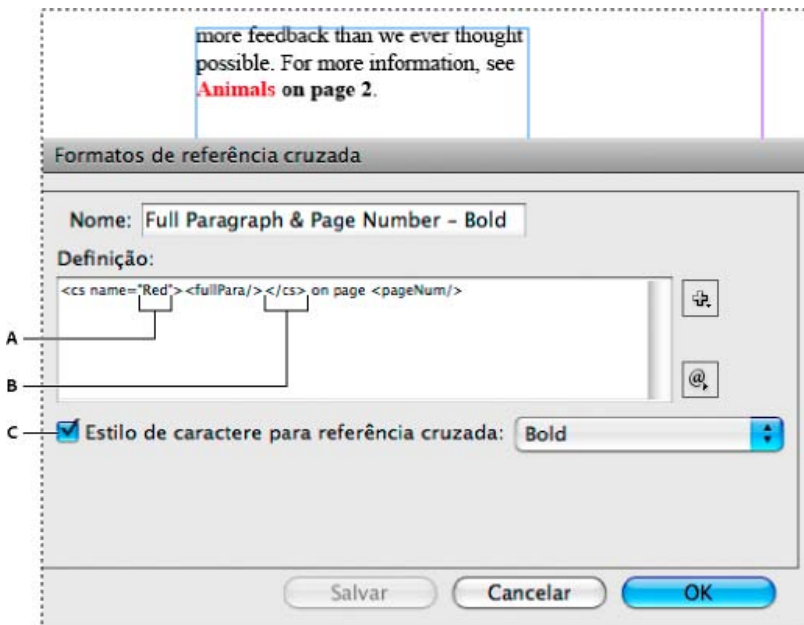 more feedback than we ever thought
possible. For more information, see
Animals on page 2.
Formatos de referência cruzada
Nome: Full Paragraph & Page Number – Bold
Definição:
<cs name="Red"><fullPara/></cs> on page <pageNum/>
A
B
@
C Estilo de caractere para referência cruzada: Bold
Salvar Cancelar OK